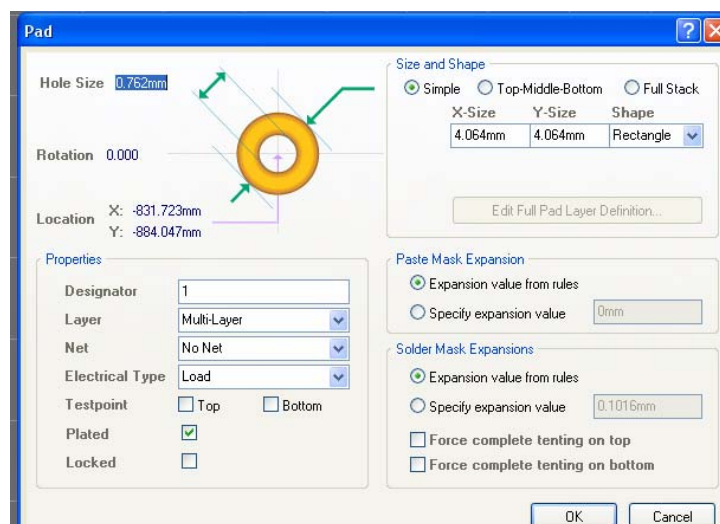 Pad
Hole Size 0.762mm
Rotation 0.000
Location X: -831.723mm
Y: -884.047mm
Size and Shape
Simple Top-Middle-Bottom Full Stack
X-Size Y-Size Shape
4.064mm 4.064mm Rectangle
Edit Full Pad Layer Definition...
Properties
Designator 1
Layer Multi-Layer
Net No Net
Electrical Type Load
Testpoint Top Bottom
Plated
Locked
Paste Mask Expansion
Expansion value from rules
Specify expansion value 0mm
Solder Mask Expansions
Expansion value from rules
Specify expansion value 0.1016mm
Force complete tenting on top
Force complete tenting on bottom
OK Cancel